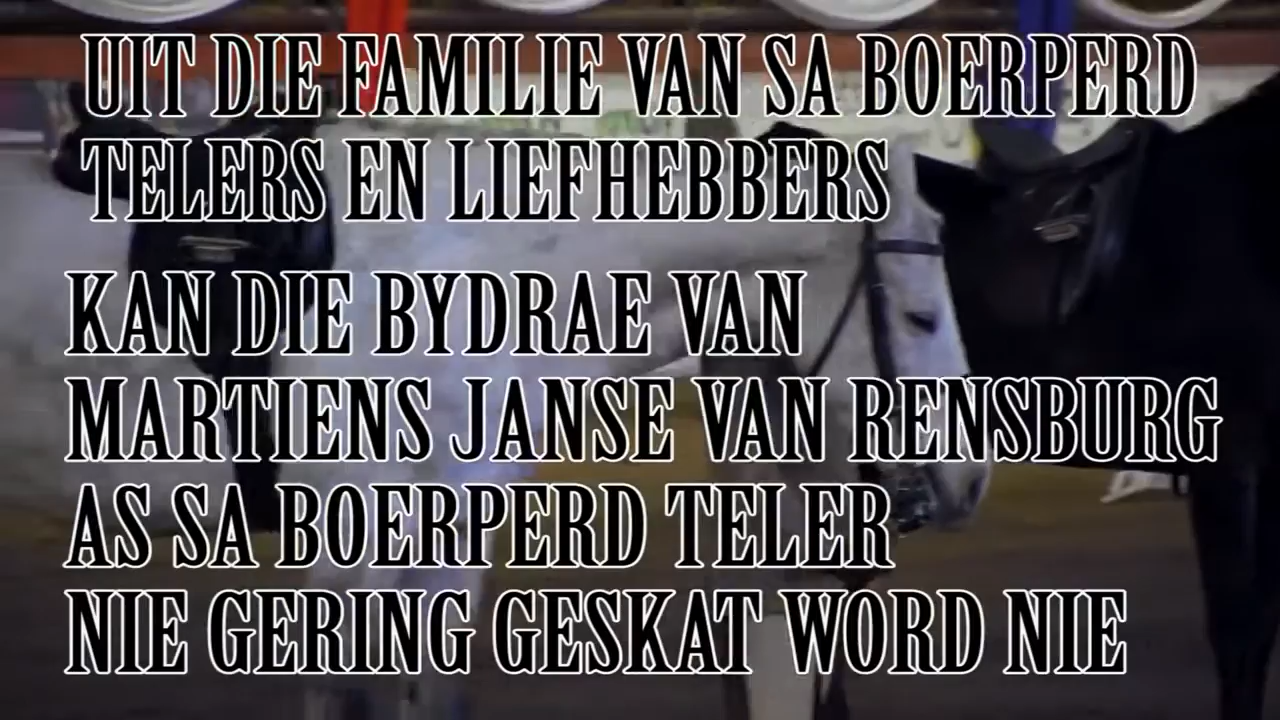 UIT DIE FAMILIE VAN SA BOERPERD
TELERS EN LIEFHEBBERS
KAN DIE BYDRAE VAN
MARTIENS JANSE VAN RENSBURG
AS SA BOERPERD TELER
NIE GERING GESKAT WORD NIE